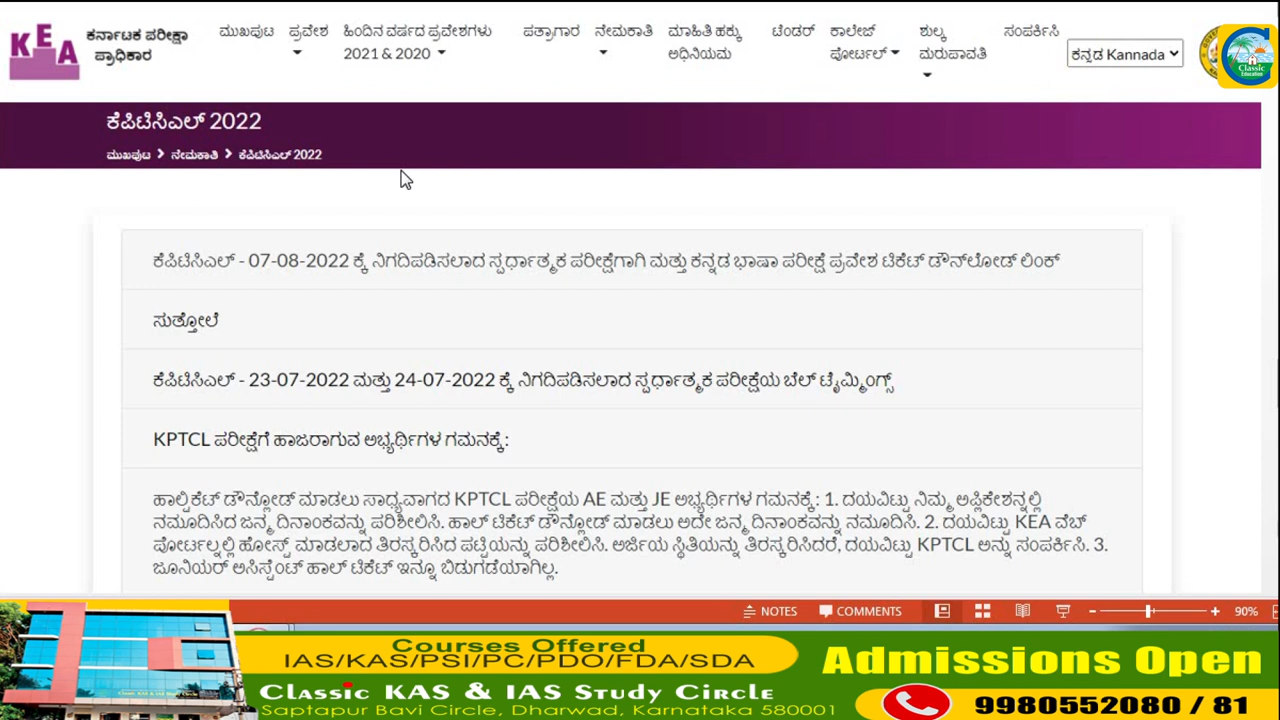 KEA
ಕರ್ನಾಟಕ ಪರೀಕ್ಷಾ
ಪ್ರಾಧಿಕಾರ
ಮುಖಪುಟ
ಪ್ರವೇಶ
ಹಿಂದಿನ ವರ್ಷದ ಪ್ರವೇಶಗಳು
2021 & 2020
ಪತ್ರಾಗಾರ
ನೇಮಕಾತಿ
ಮಾಹಿತಿ ಹಕ್ಕು
ಅಧಿನಿಯಮ
ಟೆಂಡರ್
ಕಾಲೇಜ್
ಪೋರ್ಟಲ್
ಶುಲ್ಕ
ಮರುಪಾವತಿ
ಸಂಪರ್ಕಿಸಿ
ಕನ್ನಡ Kannada
Classic
Education
ಕೆಪಿಟಿಸಿಎಲ್ 2022
ಮುಖಪುಟ > ನೇಮಕಾತಿ > ಕೆಪಿಟಿಸಿಎಲ್ 2022
ಕೆಪಿಟಿಸಿಎಲ್ - 07-08-2022 ಕ್ಕೆ ನಿಗದಿಪಡಿಸಲಾದ ಸ್ಪರ್ಧಾತ್ಮಕ ಪರೀಕ್ಷೆಗಾಗಿ ಮತ್ತು ಕನ್ನಡ ಭಾಷಾ ಪರೀಕ್ಷೆ ಪ್ರವೇಶ ಟಿಕೆಟ್ ಡೌನ್‌ಲೋಡ್ ಲಿಂಕ್
ಸುತ್ತೋಲೆ
ಕೆಪಿಟಿಸಿಎಲ್ - 23-07-2022 ಮತ್ತು 24-07-2022 ಕ್ಕೆ ನಿಗದಿಪಡಿಸಲಾದ ಸ್ಪರ್ಧಾತ್ಮಕ ಪರೀಕ್ಷೆಯ ಬೆಲ್ ಟೈಮ್ಮಿಂಗ್ಸ್
KPTCL ಪರೀಕ್ಷೆಗೆ ಹಾಜರಾಗುವ ಅಭ್ಯರ್ಥಿಗಳ ಗಮನಕ್ಕೆ:
ಹಾಲ್ಟಿಕೆಟ್ ಡೌನ್ಲೋಡ್ ಮಾಡಲು ಸಾಧ್ಯವಾಗದ KPTCL ಪರೀಕ್ಷೆಯ AE ಮತ್ತು JE ಅಭ್ಯರ್ಥಿಗಳ ಗಮನಕ್ಕೆ: 1. ದಯವಿಟ್ಟು ನಿಮ್ಮ ಅಪ್ಲಿಕೇಶನ್ನಲ್ಲಿ
ನಮೂದಿಸಿದ ಜನ್ಮ ದಿನಾಂಕವನ್ನು ಪರಿಶೀಲಿಸಿ. ಹಾಲ್ ಟಿಕೆಟ್ ಡೌನ್ಲೋಡ್ ಮಾಡಲು ಅದೇ ಜನ್ಮ ದಿನಾಂಕವನ್ನು ನಮೂದಿಸಿ. 2. ದಯವಿಟ್ಟು KEA ವೆಬ್
ಪೋರ್ಟಲ್ನಲ್ಲಿ ಹೋಸ್ಟ್ ಮಾಡಲಾದ ತಿರಸ್ಕರಿಸಿದ ಪಟ್ಟಿಯನ್ನು ಪರಿಶೀಲಿಸಿ. ಅರ್ಜಿಯ ಸ್ಥಿತಿಯನ್ನು ತಿರಸ್ಕರಿಸಿದರೆ, ದಯವಿಟ್ಟು KPTCL ಅನ್ನು ಸಂಪರ್ಕಿಸಿ. 3.
ಜೂನಿಯರ್ ಅಸಿಸ್ಟೆಂಟ್ ಹಾಲ್ ಟಿಕೆಟ್ ಇನ್ನೂ ಬಿಡುಗಡೆಯಾಗಿಲ್ಲ.
NOTES COMMENTS 90%
Courses Offered
IAS/KAS/PSI/PC/PDO/FDA/SDA
Classic KAS & IAS Study Circle
Saptapur Bavi Circle, Dharwad, Karnataka 580001
Admissions Open
9980552080 / 81